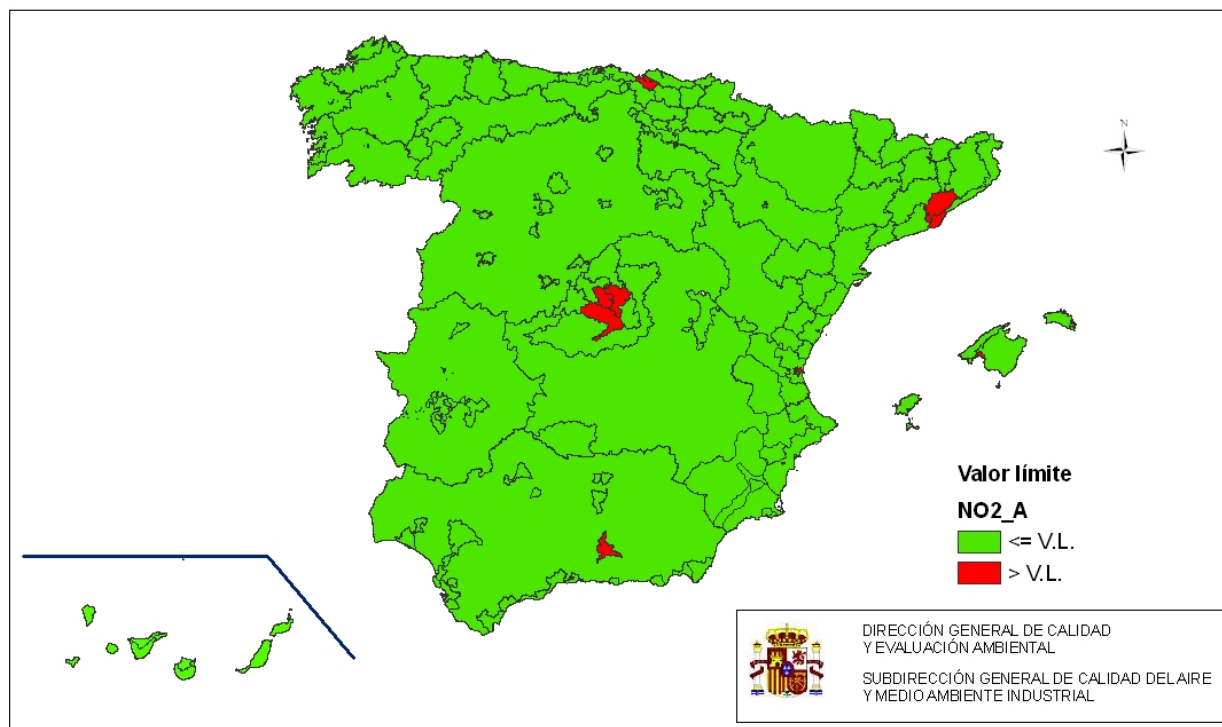 N
Valor límite
NO2_A
<= V.L.
> V.L.
DIRECCIÓN GENERAL DE CALIDAD
Y EVALUACIÓN AMBIENTAL
SUBDIRECCIÓN GENERAL DE CALIDAD DEL AIRE
Y MEDIO AMBIENTE INDUSTRIAL